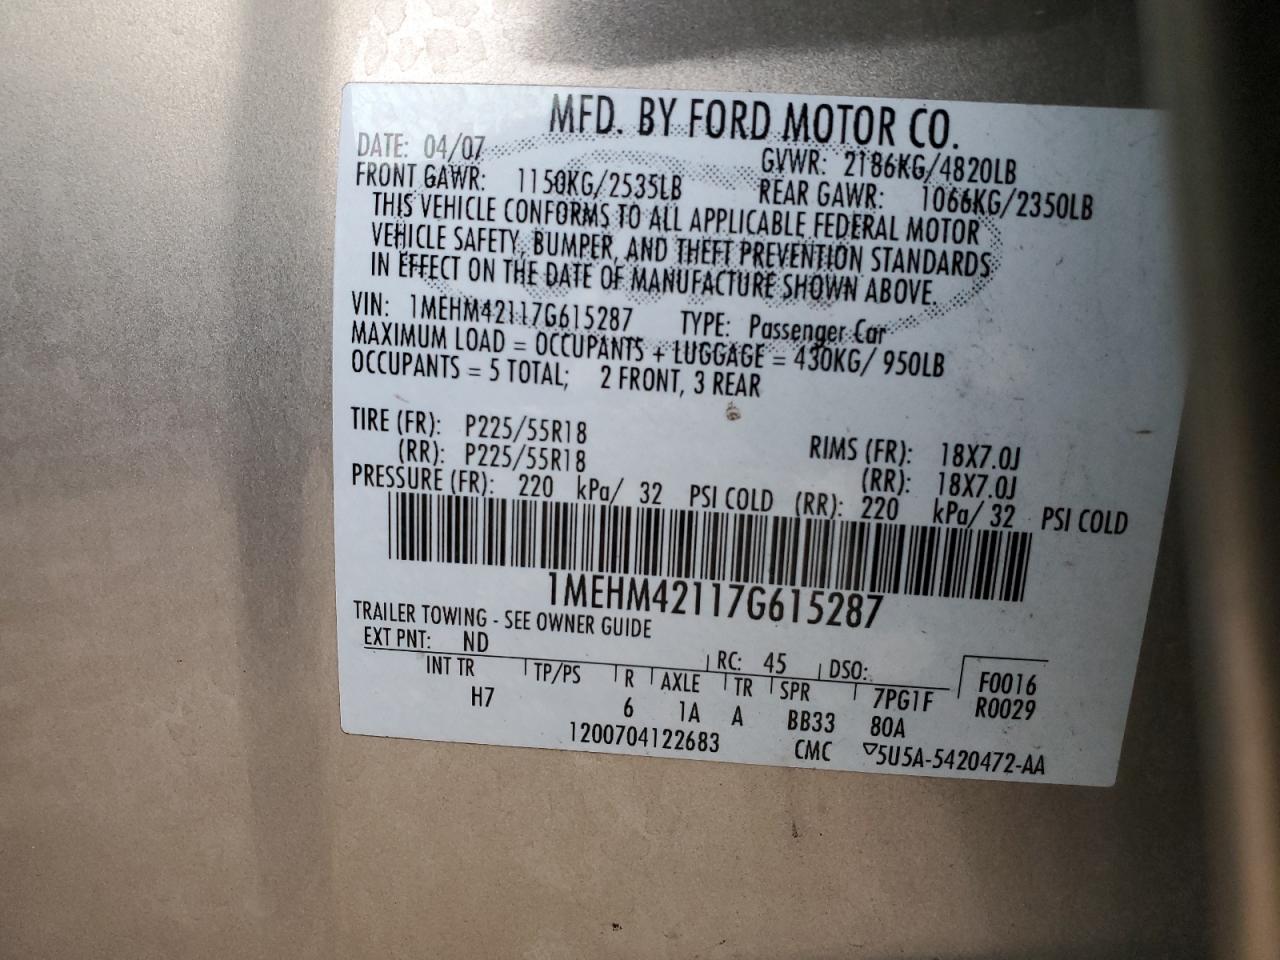 MFD. BY FORD MOTOR CO.
DATE: 04/07 GVWR: 2186KG/4820LB
FRONT GAWR: 1150KG/2535LB REAR GAWR: 1066KG/2350LB
THIS VEHICLE CONFORMS TO ALL APPLICABLE FEDERAL MOTOR
VEHICLE SAFETY, BUMPER, AND THEFT PREVENTION STANDARDS
IN EFFECT ON THE DATE OF MANUFACTURE SHOWN ABOVE.
VIN: 1MEHM42117G615287 TYPE: Passenger Car
MAXIMUM LOAD = OCCUPANTS + LUGGAGE = 430KG/ 950LB
OCCUPANTS = 5 TOTAL; 2 FRONT, 3 REAR
TIRE (FR): P225/55R18 RIMS (FR): 18X7.0J
(RR): P225/55R18 (RR): 18X7.0J
PRESSURE (FR): 220 kPa/ 32 PSI COLD (RR): 220 kPa/ 32 PSI COLD
1MEHM42117G615287
TRAILER TOWING - SEE OWNER GUIDE
EXT PNT: ND RC: 45 DSO:
INT TR TP/PS R AXLE TR SPR 7PG1F F0016
H7 6 1A A BB33 80A R0029
1200704122683 CMC ▽5U5A-5420472-AA